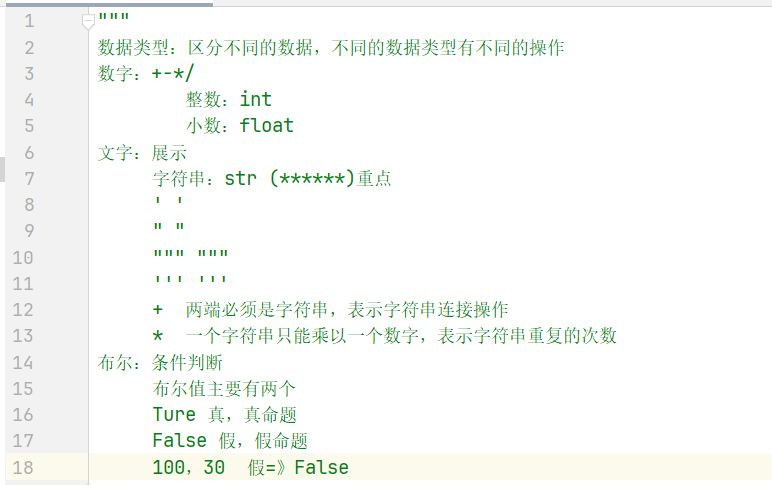 1 """
2 数据类型：区分不同的数据，不同的数据类型有不同的操作
3 数字：+-*/
4 整数：int
5 小数：float
6 文字：展示
7 字符串：str (******)重点
8 ' '
9 " "
10 """ """
11 ''' '''
12 + 两端必须是字符串，表示字符串连接操作
13 * 一个字符串只能乘以一个数字，表示字符串重复的次数
14 布尔：条件判断
15 布尔值主要有两个
16 Ture 真，真命题
17 False 假，假命题
18 100，30 假=》False